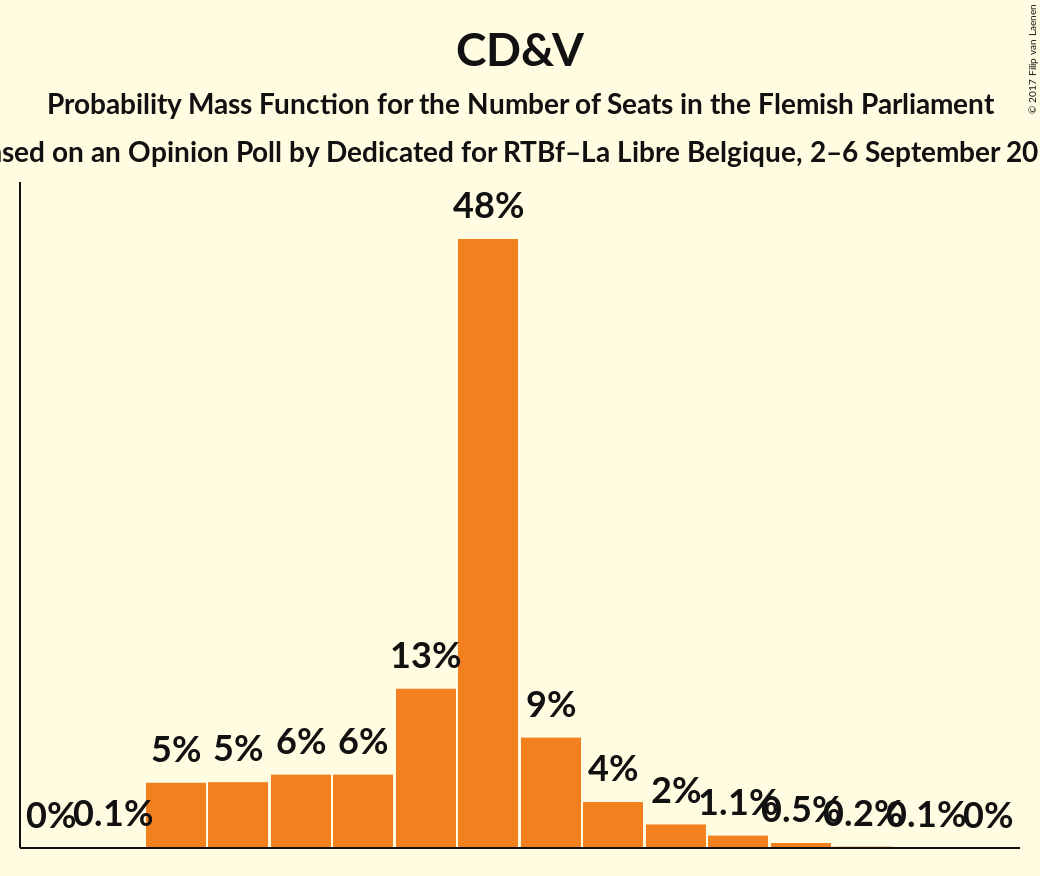 CD&V
Probability Mass Function for the Number of Seats in the Flemish Parliament
on an Opinion Poll by Dedicated for RTBf–La Libre Belgique, 2–6 September
© 2017 Filip van Laenen
48%
13%
9%
5% 5% 6% 6%
4%
2%
0% 0.1%
1.1% 0.5% 0.2% 0.1% 0%